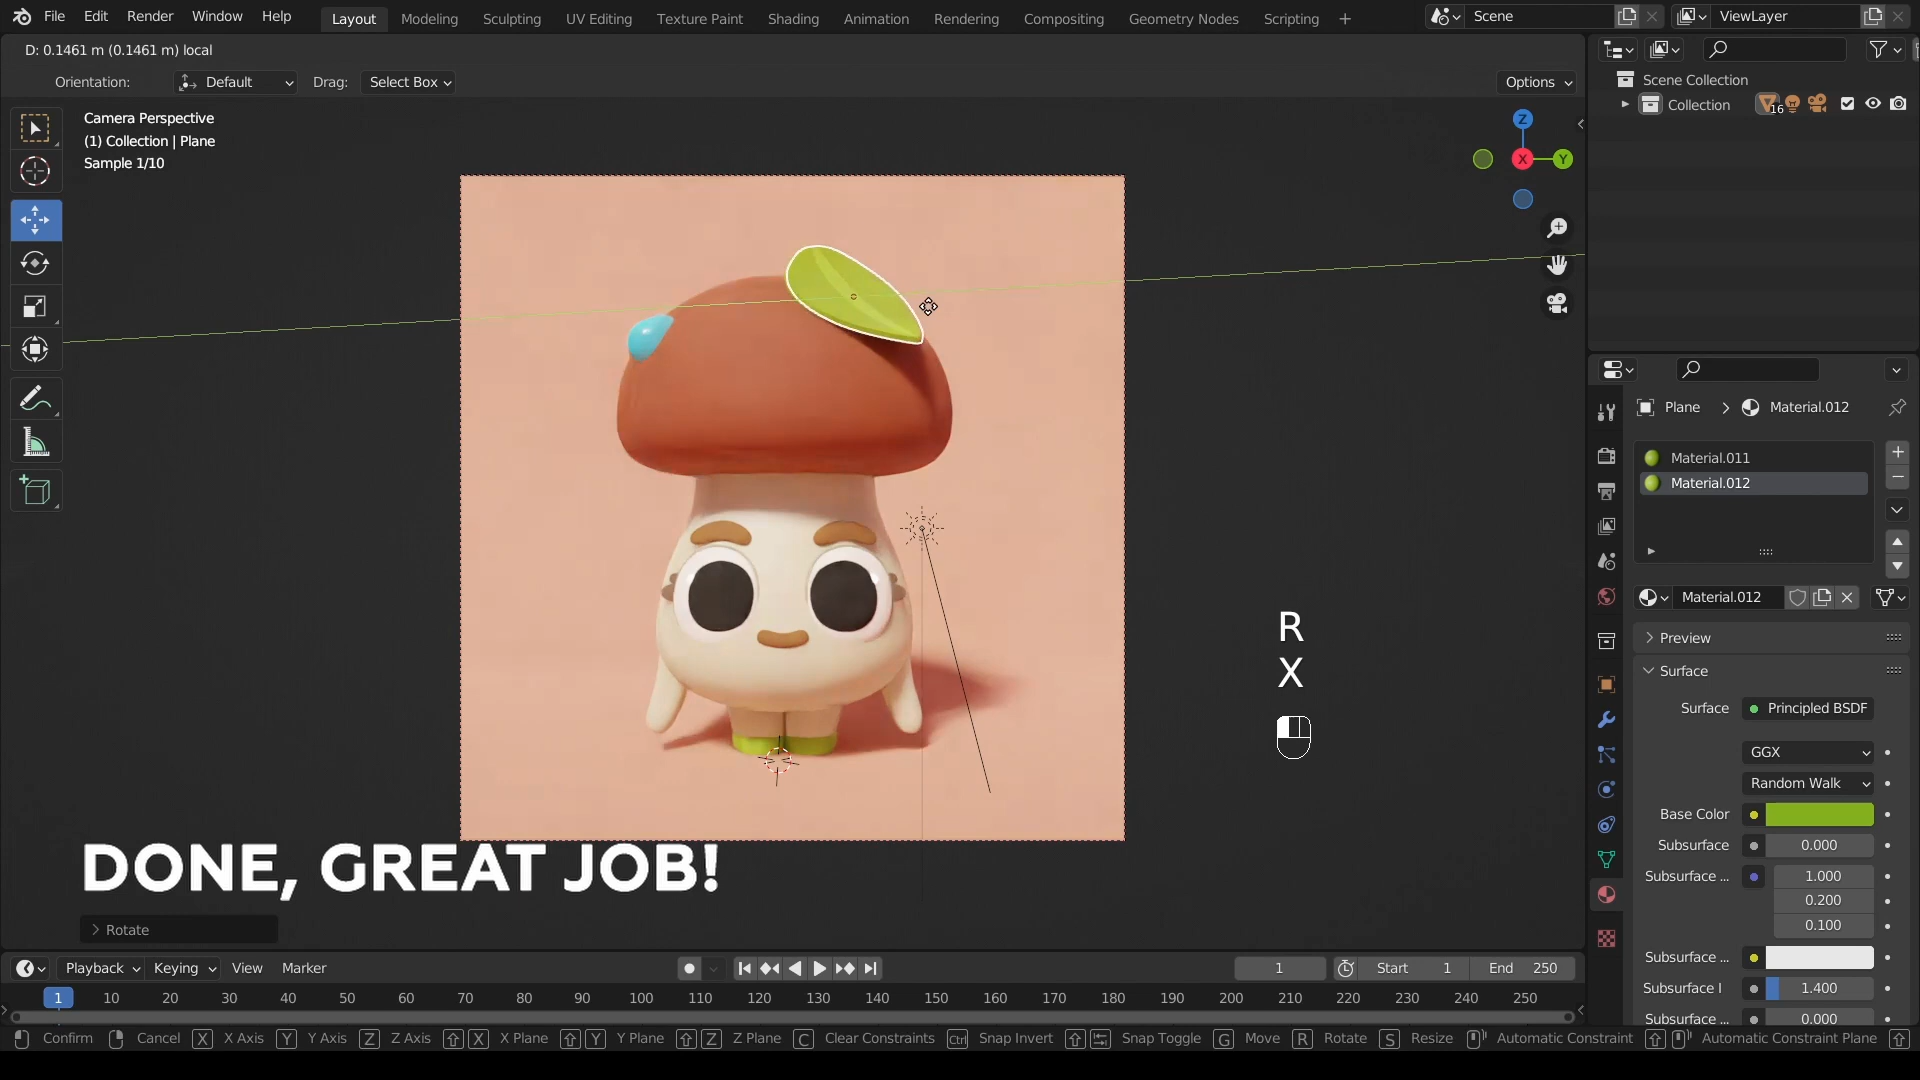 File Edit Render Window Help Layout Modeling Sculpting UV Editing Texture Paint Shading Animation Rendering Compositing Geometry Nodes Scripting + Scene ViewLayer
D: 0.1461 m (0.1461 m) local
Orientation: Default Drag: Select Box Options
Camera Perspective
(1) Collection | Plane
Sample 1/10
Z
X
Y
Scene Collection
Collection 16
Plane > Material.012
Material.011
Material.012
Material.012
Preview
Surface
Surface Principled BSDF
GGX
Random Walk
Base Color
Subsurface 0.000
Subsurface ... 1.000
0.200
0.100
Subsurface ...
Subsurface I 1.400
Subsurface ... 0.000
R
X
DONE, GREAT JOB!
Rotate
Playback Keying View Marker 1 Start 1 End 250
1 10 20 30 40 50 60 70 80 90 100 110 120 130 140 150 160 170 180 190 200 210 220 230 240 250
Confirm Cancel X X Axis Y Y Axis Z Z Axis X X Plane Y Y Plane Z Z Plane C Clear Constraints Ctrl Snap Invert Snap Toggle G Move R Rotate S Resize Automatic Constraint Automatic Constraint Plane